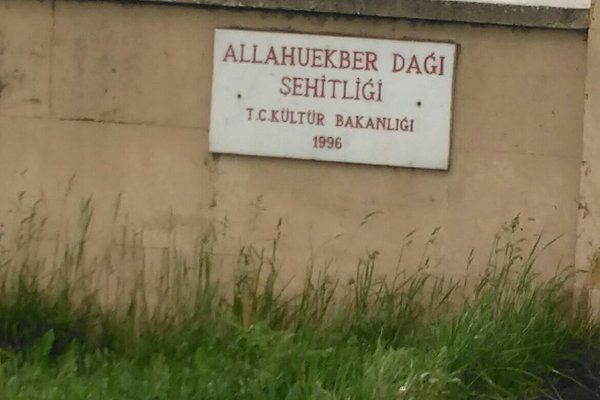 ALLAHUEKBER DAĞI
ŞEHİTLİĞİ
T.C.KÜLTÜR BAKANLIĞI
1996